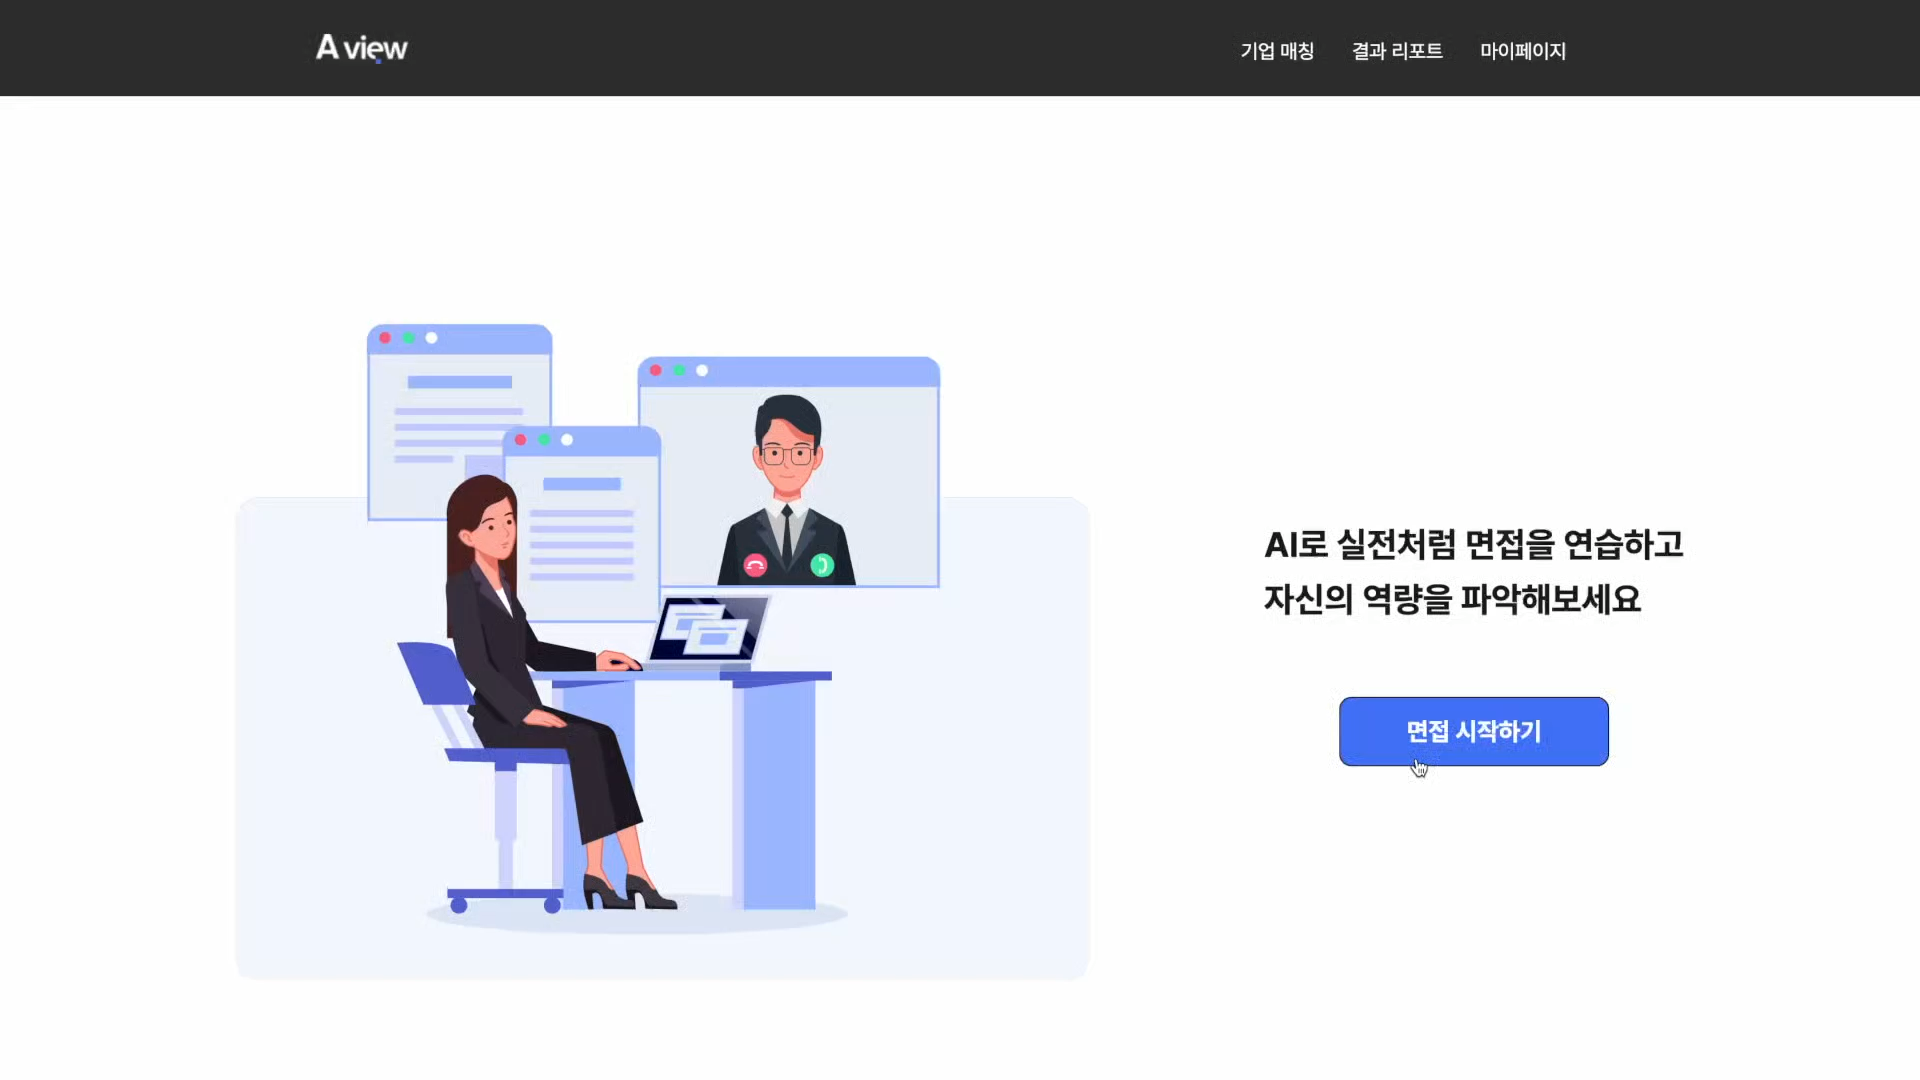 A view
기업 매칭
결과 리포트
마이페이지
AI로 실전처럼 면접을 연습하고
자신의 역량을 파악해보세요
면접 시작하기